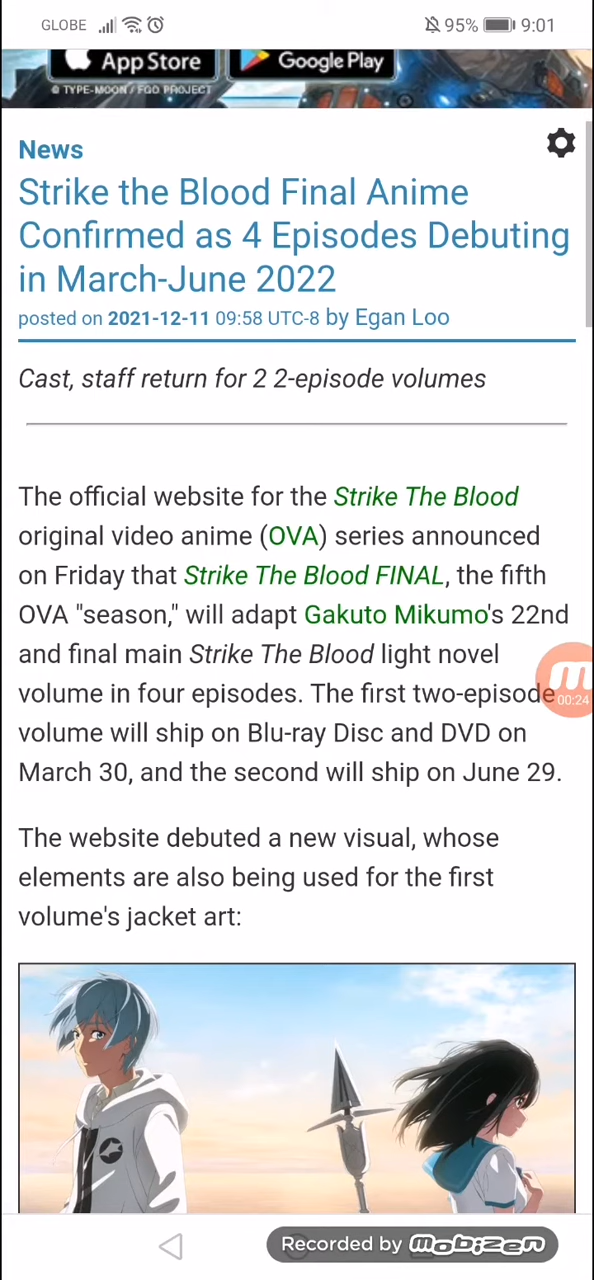 GLOBE 95% 9:01
App Store Google Play
© TYPE-MOON / FGO PROJECT
News
Strike the Blood Final Anime
Confirmed as 4 Episodes Debuting
in March-June 2022
posted on 2021-12-11 09:58 UTC-8 by Egan Loo
Cast, staff return for 2 2-episode volumes
The official website for the Strike The Blood
original video anime (OVA) series announced
on Friday that Strike The Blood FINAL, the fifth
OVA "season," will adapt Gakuto Mikumo's 22nd
and final main Strike The Blood light novel
volume in four episodes. The first two-episode
00:24
volume will ship on Blu-ray Disc and DVD on
March 30, and the second will ship on June 29.
The website debuted a new visual, whose
elements are also being used for the first
volume's jacket art:
Recorded by mobizen